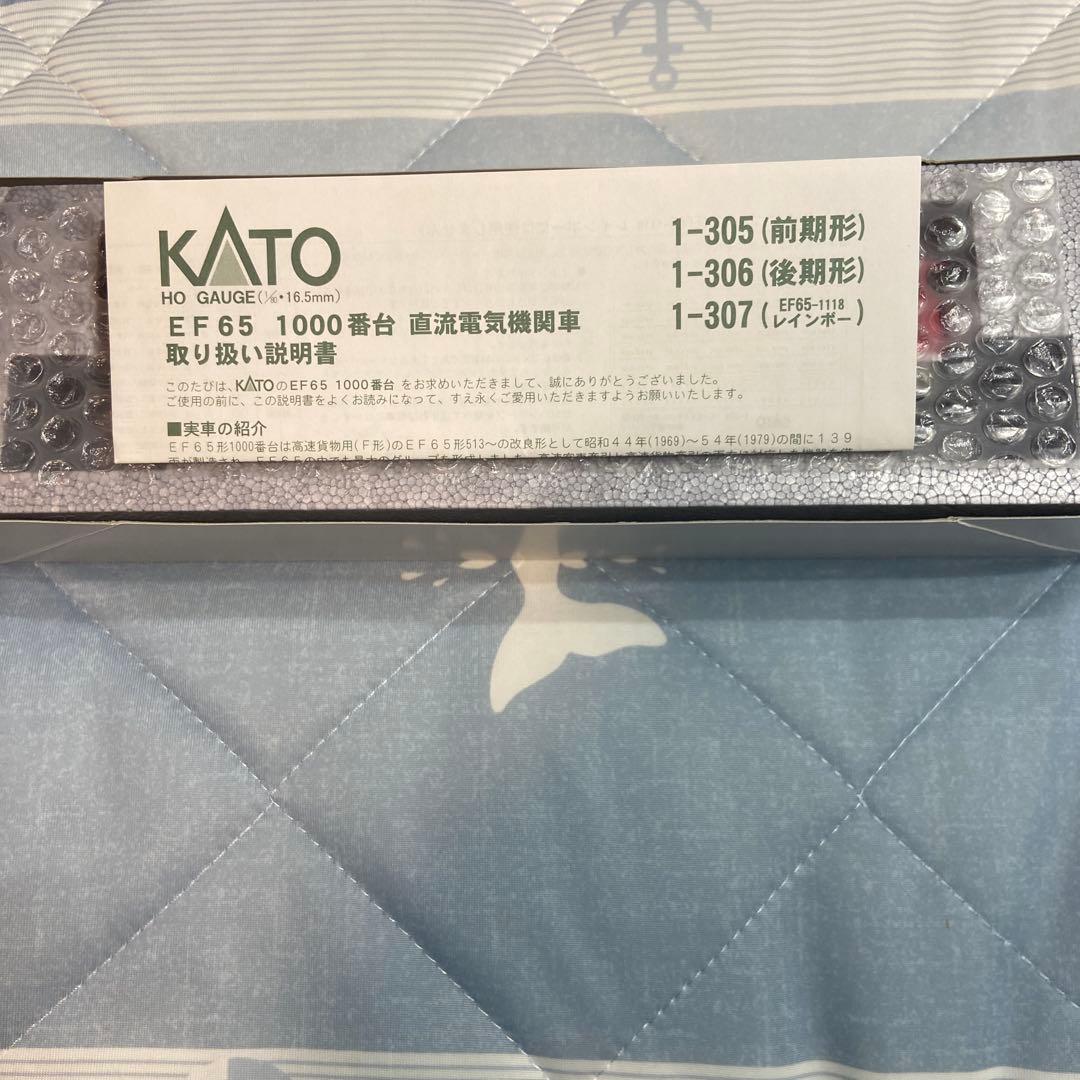 KATO
HO GAUGE(1/80・16.5mm)
EF65 1000番台 直流電気機関車
取り扱い説明書
1-305(前期形)
1-306(後期形)
1-307(EF65-1118レインボー)
このたびは、KATOのEF65 1000番台 をお求めいただきまして、誠にありがとうございました。
ご使用の前に、この説明書をよくお読みになって、すえ永くご愛用いただきますようお願いいたします。
■実車の紹介
EF65形1000番台は高速貨物用(F形)のEF65形513～の改良形として昭和44年(1969)～54年(1979)の間に139